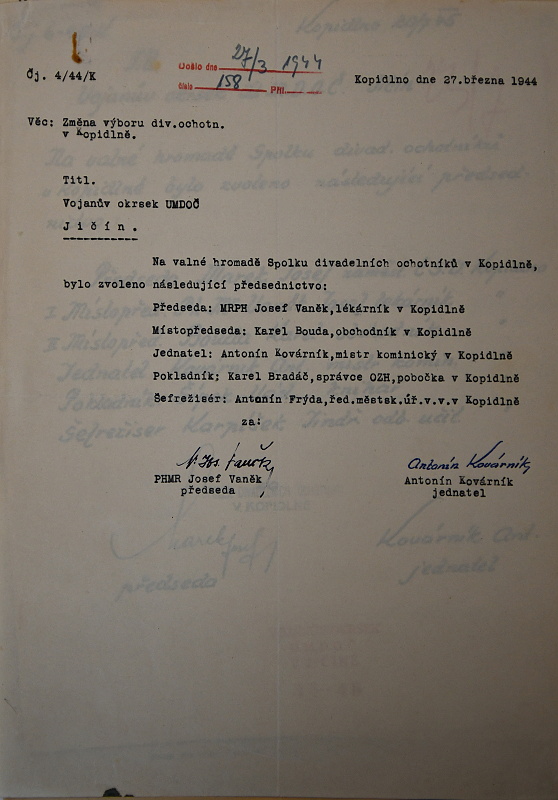 Došlo dne 27/3 1944
Číslo 158 Příl.
Čj. 4/44/K
Kopidlno dne 27.března 1944
Věc: Změna výboru div.ochotn.
v Kopidlně.
Titl.
Vojanův okrsek UMDOČ
Jičín.
Na valné hromadě Spolku divadelních ochotníků v Kopidlně,
bylo zvoleno následující předsednictvo:
Předseda: MRPH Josef Vaněk,lékárník v Kopidlně
Místopředseda: Karel Bouda,obchodník v Kopidlně
Jednatel: Antonín Kovárník,mistr kominický v Kopidlně
Pokladník; Karel Bradáč,správce OZH,pobočka v Kopidlně
Šefrežisér: Antonín Frýda,řed.městsk.úř.v.v.v Kopidlně
za:
Antonín Kovárník
PHMR Josef Vaněk
předseda
Antonín Kovárník
jednatel